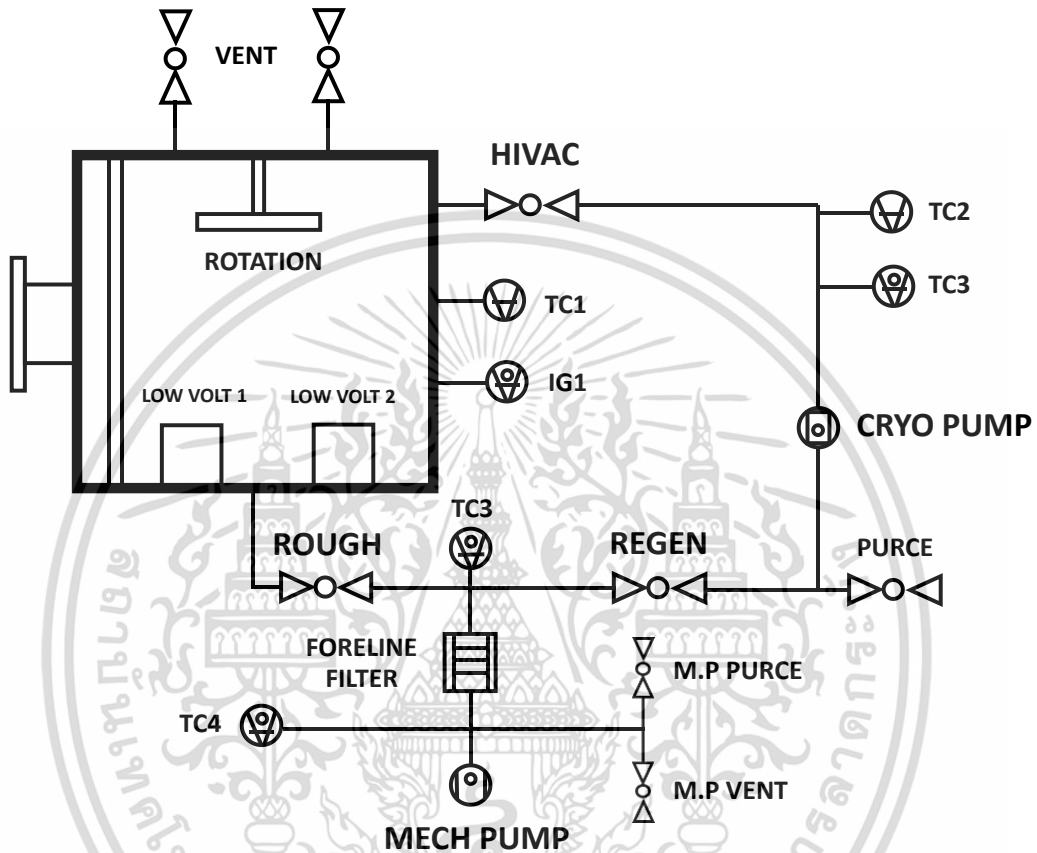 VENT
HIVAC
TC2
ROTATION
TC3
TC1
IG1
LOW VOLT 1
LOW VOLT 2
CRYO PUMP
TC3
ROUGH
REGEN
PURCE
FORELINE
FILTER
M.P PURCE
TC4
M.P VENT
MECH PUMP